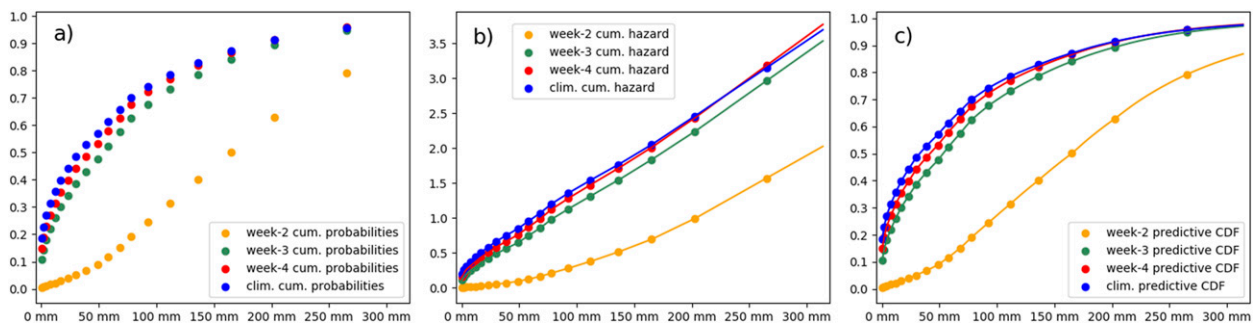 a)
1.0
0.9
0.8
0.7
0.6
0.5
0.4
0.3
0.2
0.1
0.0
week-2 cum. probabilities
week-3 cum. probabilities
week-4 cum. probabilities
clim. cum. probabilities
0 mm 50 mm 100 mm 150 mm 200 mm 250 mm 300 mm
b)
3.5
3.0
2.5
2.0
1.5
1.0
0.5
0.0
week-2 cum. hazard
week-3 cum. hazard
week-4 cum. hazard
clim. cum. hazard
0 mm 50 mm 100 mm 150 mm 200 mm 250 mm 300 mm
c)
1.0
0.9
0.8
0.7
0.6
0.5
0.4
0.3
0.2
0.1
0.0
week-2 predictive CDF
week-3 predictive CDF
week-4 predictive CDF
clim. predictive CDF
0 mm 50 mm 100 mm 150 mm 200 mm 250 mm 300 mm